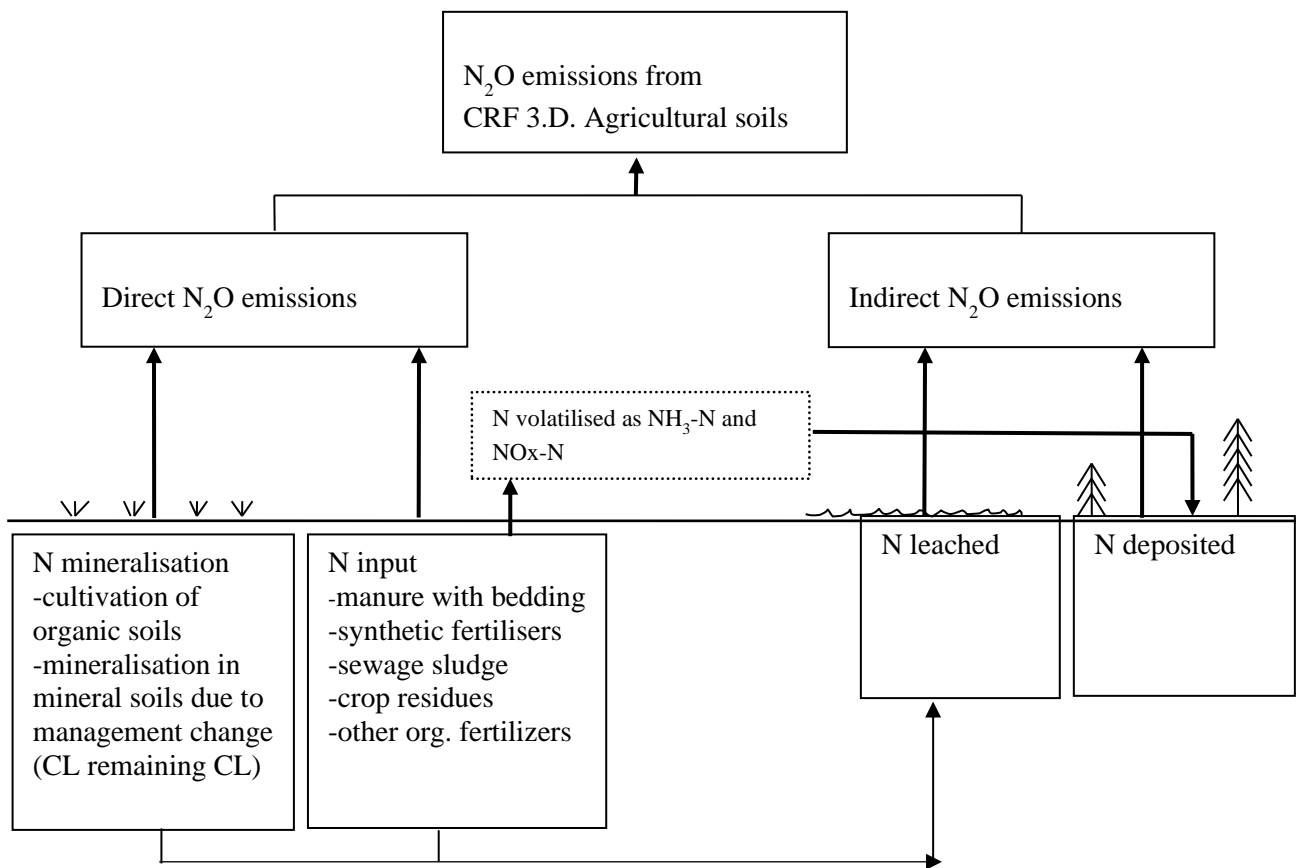 N₂O emissions from
CRF 3.D. Agricultural soils
Direct N₂O emissions
Indirect N₂O emissions
N volatilised as NH₃-N and
NOx-N
N mineralisation
-cultivation of
organic soils
-mineralisation in
mineral soils due to
management change
(CL remaining CL)
N input
-manure with bedding
-synthetic fertilisers
-sewage sludge
-crop residues
-other org. fertilizers
N leached
N deposited